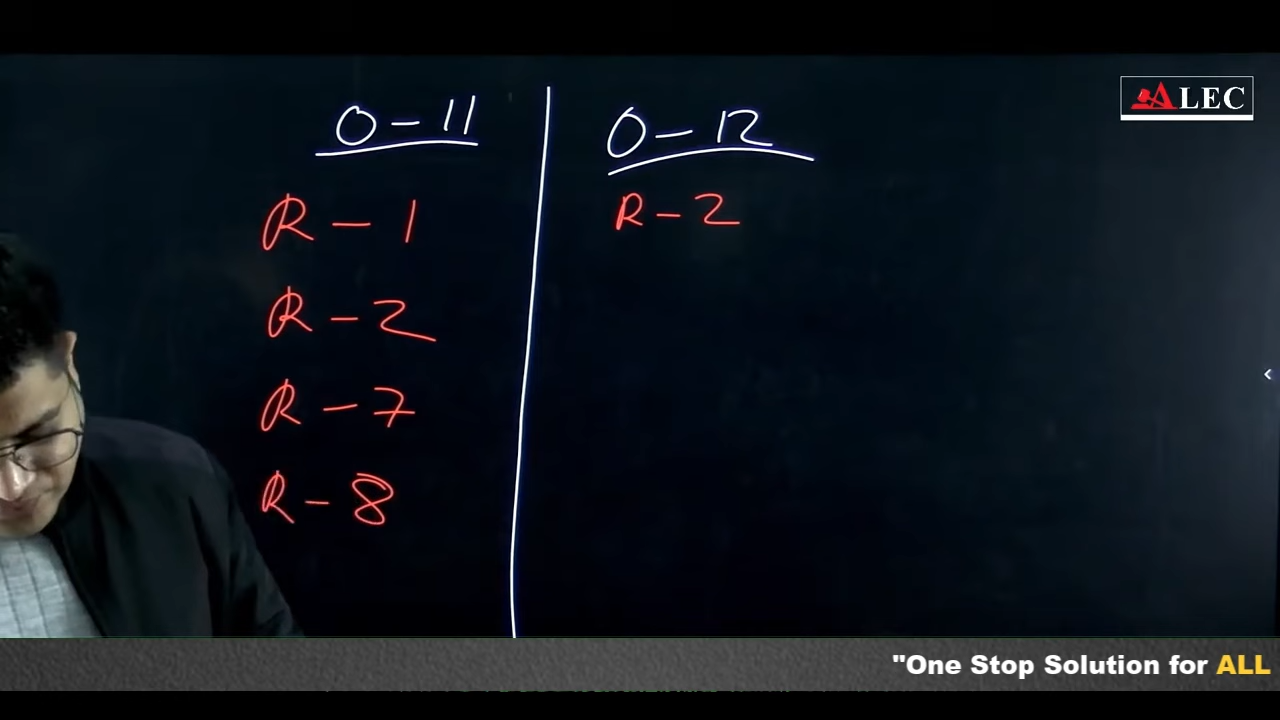 O - 11
R - 1
R - 2
R - 7
R - 8
O - 12
R - 2
ALEC
"One Stop Solution for ALL